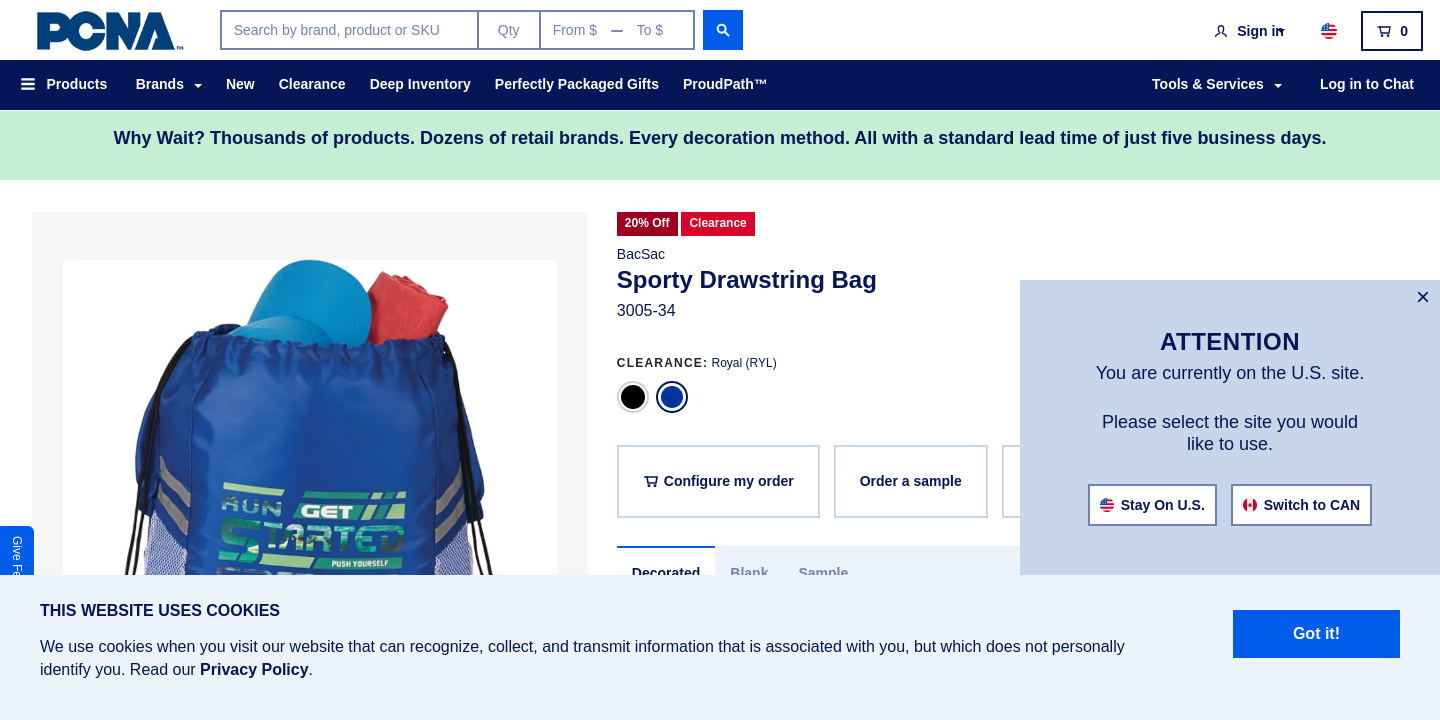 PCNA™
Search by brand, product or SKU
Qty
From $ — To $
Sign in
0
Products
Brands
New
Clearance
Deep Inventory
Perfectly Packaged Gifts
ProudPath™
Tools & Services
Log in to Chat
Why Wait? Thousands of products. Dozens of retail brands. Every decoration method. All with a standard lead time of just five business days.
20% Off
Clearance
BacSac
Sporty Drawstring Bag
3005-34
CLEARANCE: Royal (RYL)
Configure my order
Order a sample
Decorated
Blank
Sample
RUN GET
STARTED
PUSH YOURSELF
×
ATTENTION
You are currently on the U.S. site.
Please select the site you would
like to use.
Stay On U.S.
Switch to CAN
Give
THIS WEBSITE USES COOKIES
We use cookies when you visit our website that can recognize, collect, and transmit information that is associated with you, but which does not personally
identify you. Read our Privacy Policy.
Got it!